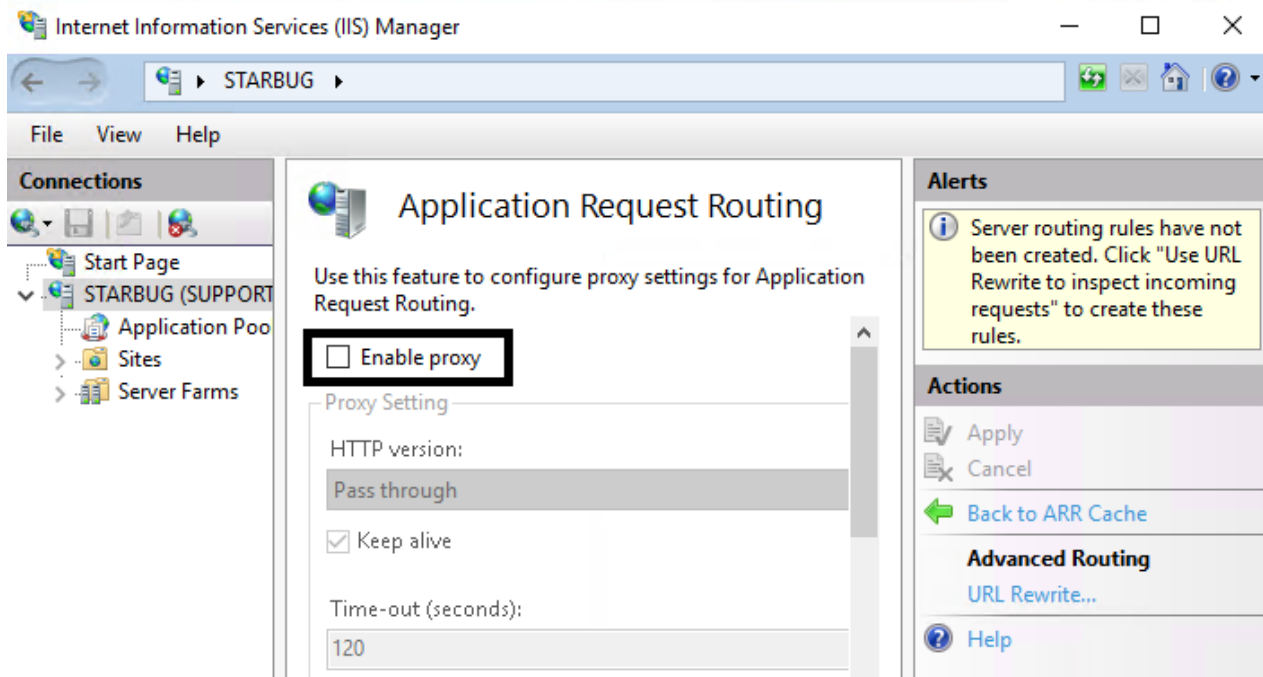 Internet Information Services (IIS) Manager
STARBUG
File View Help
Connections
Start Page
STARBUG (SUPPORT
Application Poo
Sites
Server Farms
Application Request Routing
Use this feature to configure proxy settings for Application
Request Routing.
Enable proxy
Proxy Setting
HTTP version:
Pass through
Keep alive
Time-out (seconds):
120
Alerts
Server routing rules have not
been created. Click "Use URL
Rewrite to inspect incoming
requests" to create these
rules.
Actions
Apply
Cancel
Back to ARR Cache
Advanced Routing
URL Rewrite...
Help